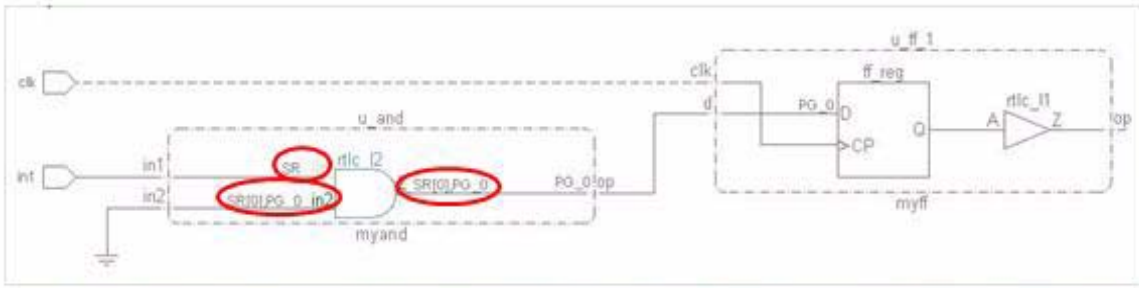 u_ff_1
clk
clk
ff_reg
d
PG_0
D
rtlc_I1
u_and
Q
A
Z
op
CP
in1
SR
rtlc_I2
int
in2
SR[0],PG_0
in2
SR[0],PG_0
PG_0
op
myand
myff